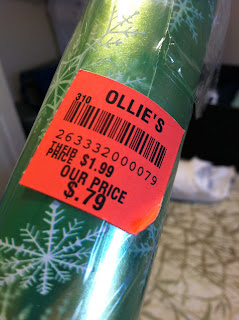 OLLIE'S
310
263332000079
THEIR
PRICE $1.99
OUR PRICE
$.79